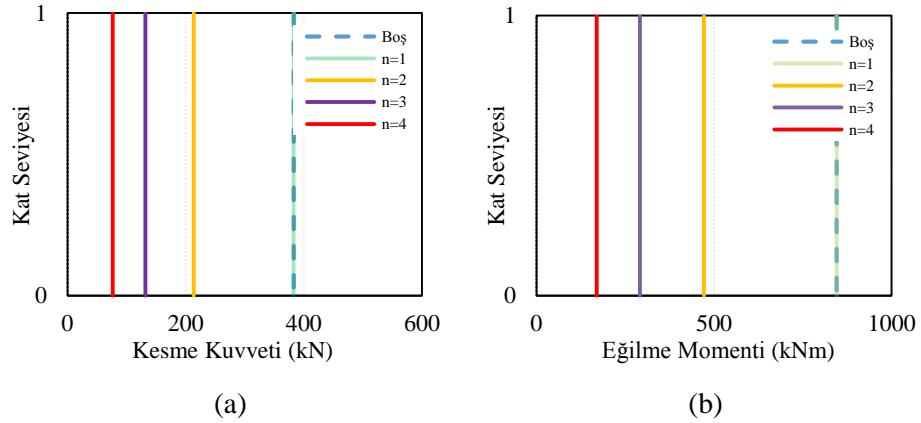 1
Kat Seviyesi
0
Boş
n=1
n=2
n=3
n=4
0 200 400 600
Kesme Kuvveti (kN)
(a)
1
Kat Seviyesi
0
Boş
n=1
n=2
n=3
n=4
0 500 1000
Eğilme Momenti (kNm)
(b)